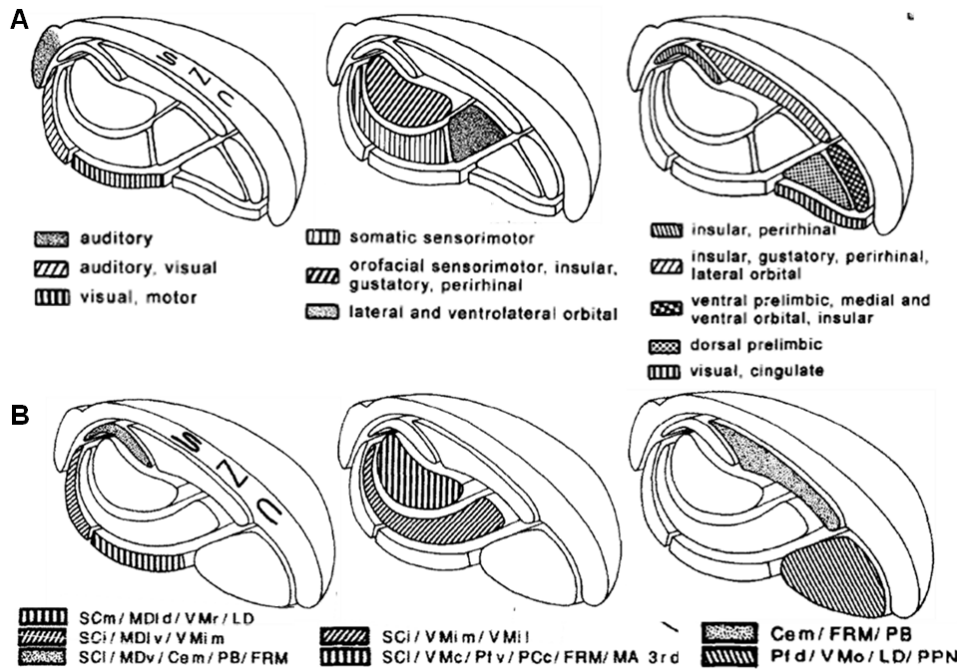 A
SNC
auditory
auditory, visual
visual, motor
somatic sensorimotor
orofacial sensorimotor, insular,
gustatory, perirhinal
lateral and ventrolateral orbital
insular, perirhinal
insular, gustatory, perirhinal,
lateral orbital
ventral prelimbic, medial and
ventral orbital, insular
dorsal prelimbic
visual, cingulate
B
SNC
SCm/MDld/VMr/LD
SCi/MDlv/VMim
SCl/MDv/Cem/PB/FRM
SCi/VMim/VMil
SCl/VMc/Pfv/PCc/FRM/MA 3rd
Cem/FRM/PB
Pfd/VMo/LD/PPN